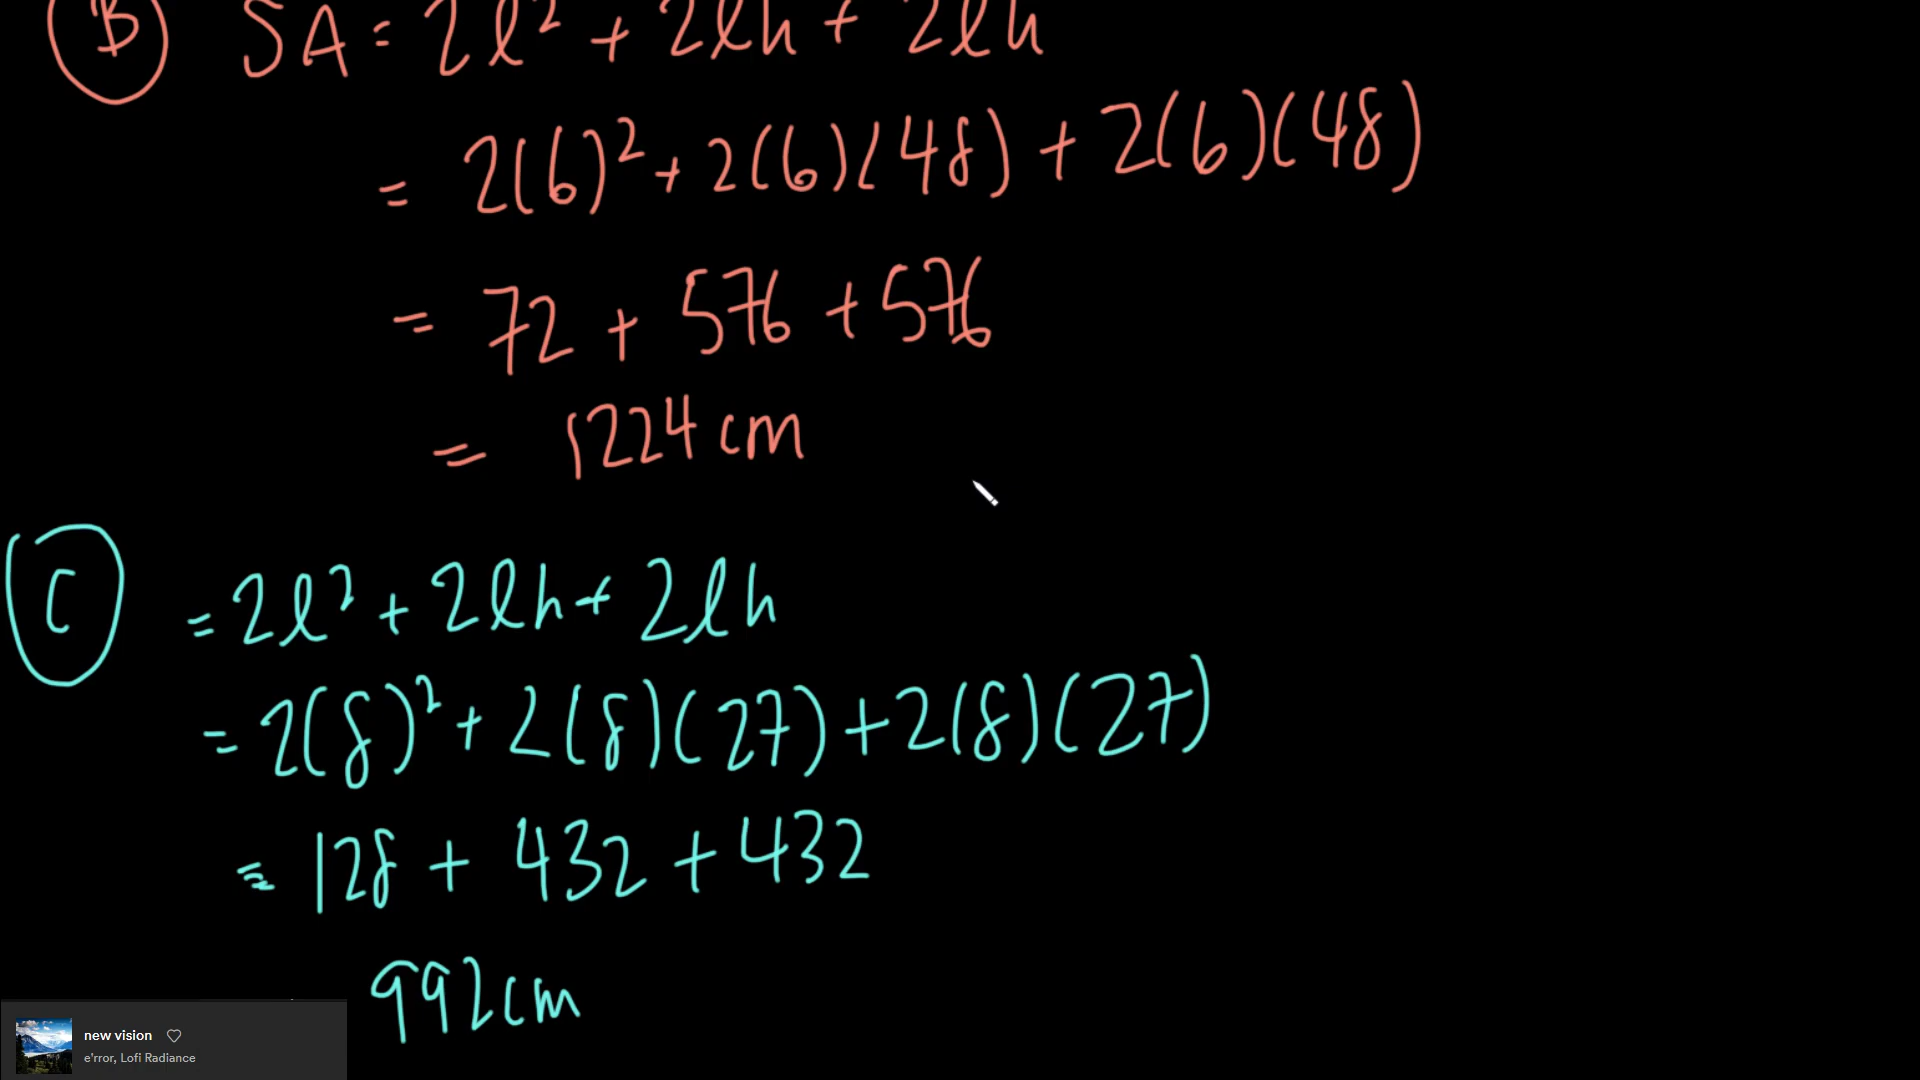 B SA = 2l² + 2lh + 2lh
= 2(6)² + 2(6)(48) + 2(6)(48)
= 72 + 576 + 576
= 1224 cm
C = 2l² + 2lh + 2lh
= 2(8)² + 2(8)(27) + 2(8)(27)
= 128 + 432 + 432
992 cm
new vision
e'rror, Lofi Radiance